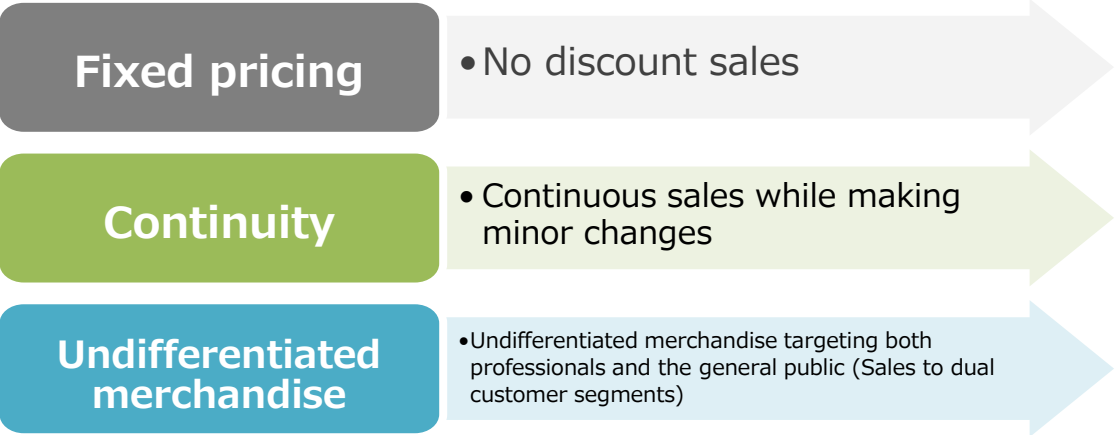 Fixed pricing
•No discount sales
Continuity
•Continuous sales while making
minor changes
Undifferentiated
merchandise
•Undifferentiated merchandise targeting both
professionals and the general public (Sales to dual
customer segments)